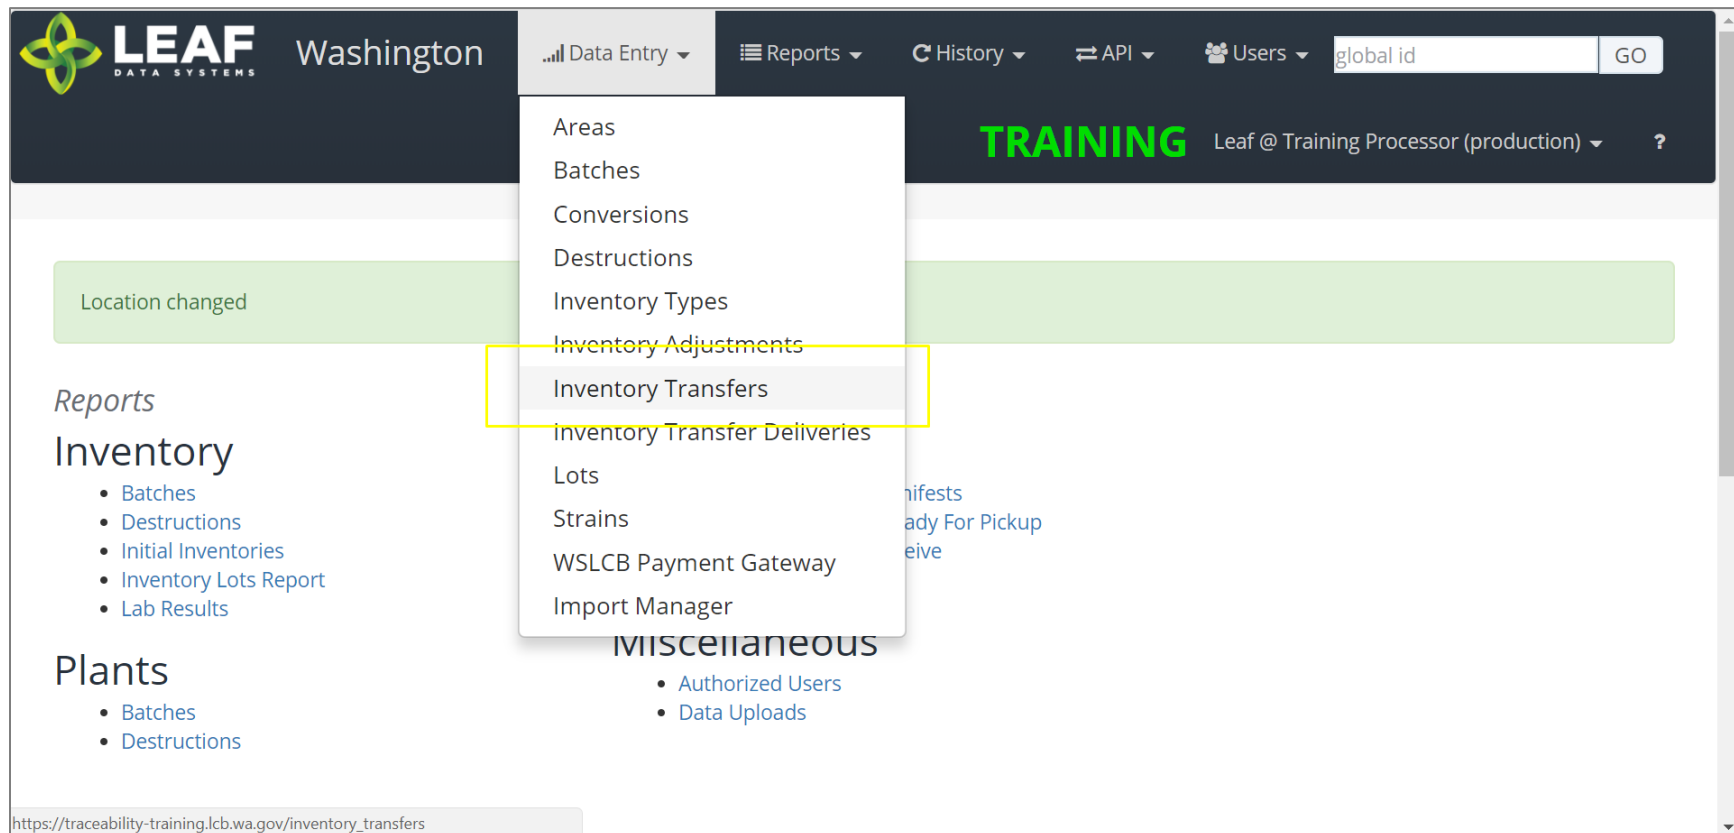 LEAF
DATA SYSTEMS
Washington
Data Entry
Reports
History
API
Users
global id
GO
TRAINING
Leaf @ Training Processor (production)
?
Areas
Batches
Conversions
Destructions
Inventory Types
Inventory Adjustments
Inventory Transfers
Inventory Transfer Deliveries
Lots
Strains
WSLCB Payment Gateway
Import Manager
Location changed
Reports
Inventory
Batches
Destructions
Initial Inventories
Inventory Lots Report
Lab Results
Plants
Batches
Destructions
For Pickup
Miscellaneous
Authorized Users
Data Uploads
https://traceability-training.lcb.wa.gov/inventory_transfers